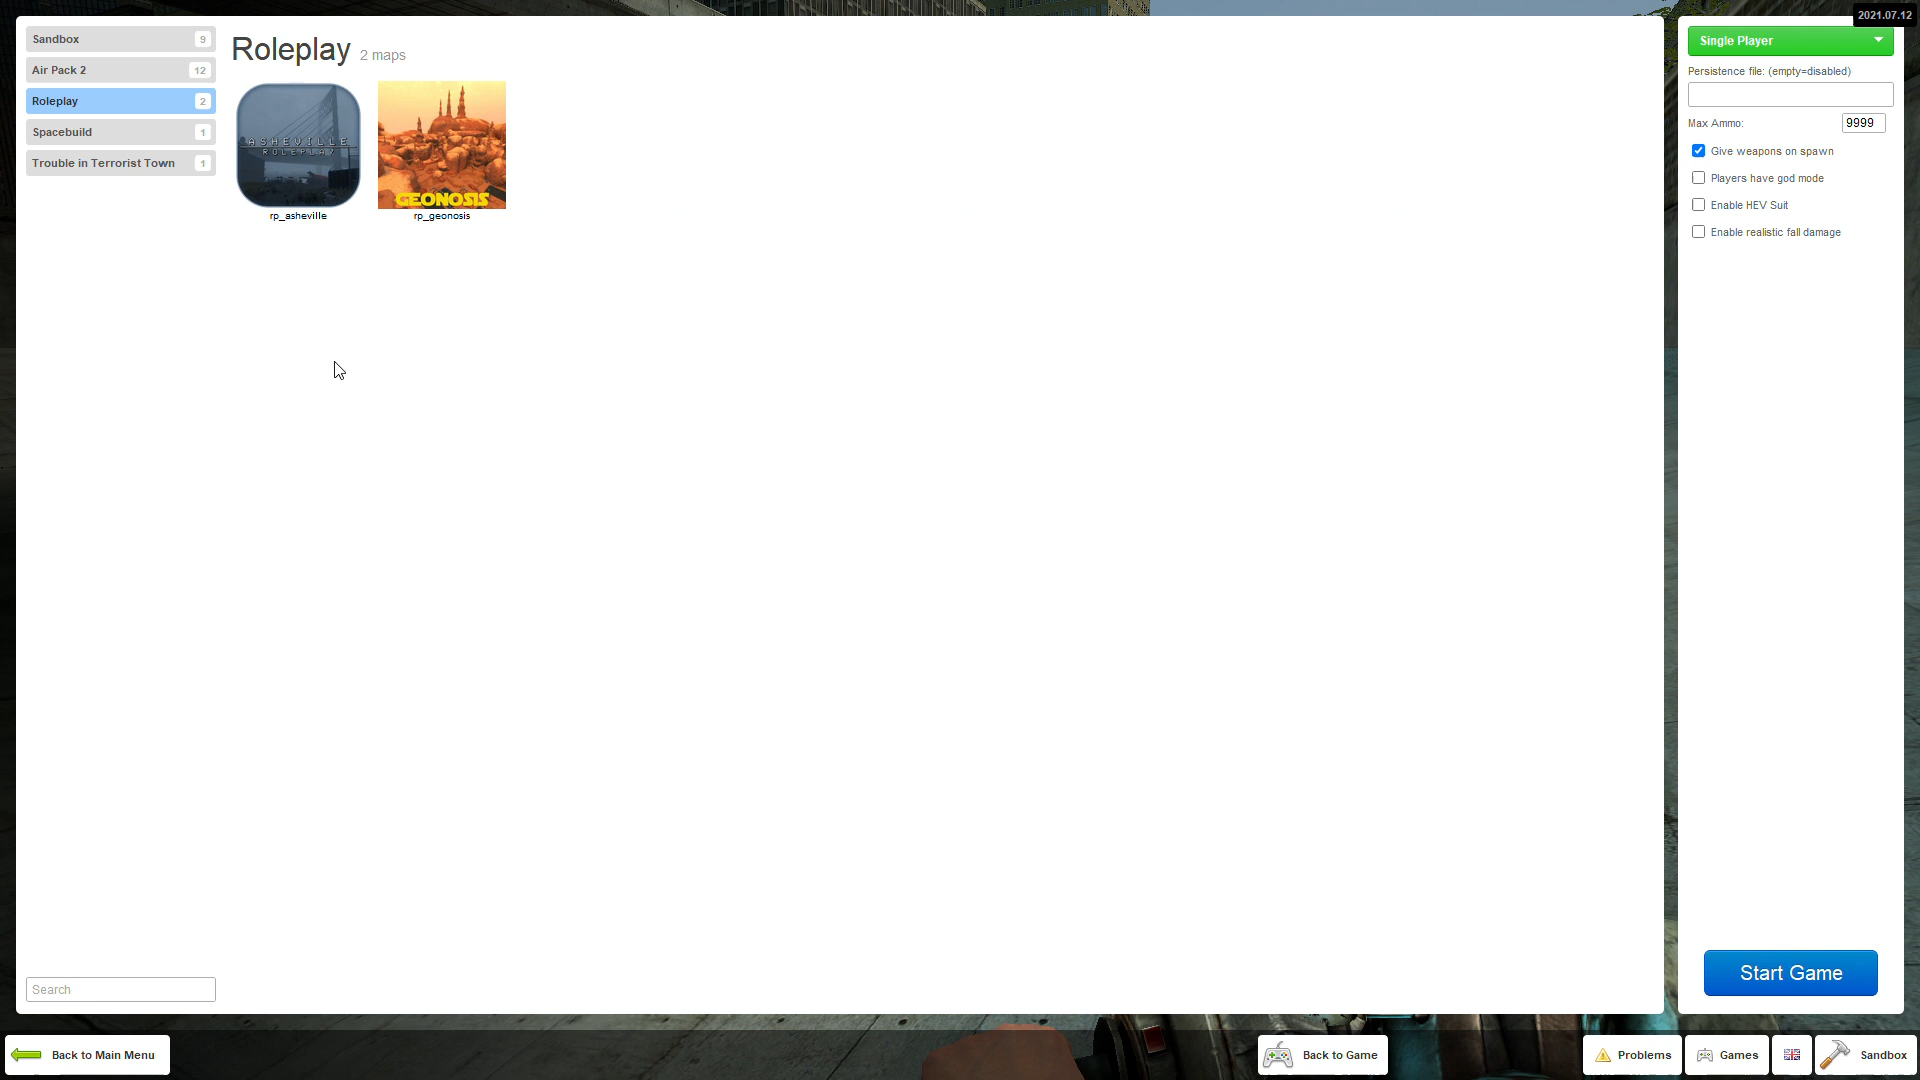 2021.07.12
Sandbox 9
Air Pack 2 12
Roleplay 2
Spacebuild 1
Trouble in Terrorist Town 1
Search
Roleplay 2 maps
ASHEVILLE
ROLEPLAY
rp_asheville
GEONOSIS
rp_geonosis
Single Player
Persistence file: (empty=disabled)
Max Ammo: 9999
Give weapons on spawn
Players have god mode
Enable HEV Suit
Enable realistic fall damage
Start Game
Back to Main Menu
Back to Game
Problems
Games
Sandbox